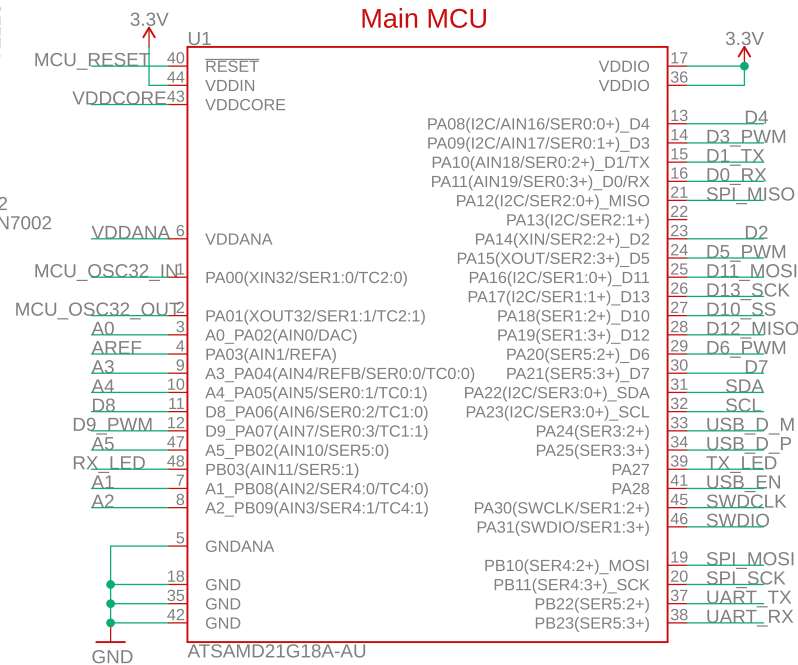 Main MCU
3.3V
U1
3.3V
MCU_RESET 40 RESET
44 VDDIN
VDDCORE 43 VDDCORE
VDDIO 17
VDDIO 36
2
N7002
VDDANA 6 VDDANA
MCU_OSC32_IN 1 PA00(XIN32/SER1:0/TC2:0)
MCU_OSC32_OUT 2 PA01(XOUT32/SER1:1/TC2:1)
A0 3 A0_PA02(AIN0/DAC)
AREF 4 PA03(AIN1/REFA)
A3 9 A3_PA04(AIN4/REFB/SER0:0/TC0:0)
A4 10 A4_PA05(AIN5/SER0:1/TC0:1)
D8 11 D8_PA06(AIN6/SER0:2/TC1:0)
D9_PWM 12 D9_PA07(AIN7/SER0:3/TC1:1)
A5 47 A5_PB02(AIN10/SER5:0)
RX_LED 48 PB03(AIN11/SER5:1)
A1 7 A1_PB08(AIN2/SER4:0/TC4:0)
A2 8 A2_PB09(AIN3/SER4:1/TC4:1)
5 GNDANA
18 GND
35 GND
42 GND
GND
PA08(I2C/AIN16/SER0:0+)_D4 13 D4
PA09(I2C/AIN17/SER0:1+)_D3 14 D3_PWM
PA10(AIN18/SER0:2+)_D1/TX 15 D1_TX
PA11(AIN19/SER0:3+)_D0/RX 16 D0_RX
PA12(I2C/SER2:0+)_MISO 21 SPI_MISO
PA13(I2C/SER2:1+) 22
PA14(XIN/SER2:2+)_D2 23 D2
PA15(XOUT/SER2:3+)_D5 24 D5_PWM
PA16(I2C/SER1:0+)_D11 25 D11_MOSI
PA17(I2C/SER1:1+)_D13 26 D13_SCK
PA18(SER1:2+)_D10 27 D10_SS
PA19(SER1:3+)_D12 28 D12_MISO
PA20(SER5:2+)_D6 29 D6_PWM
PA21(SER5:3+)_D7 30 D7
PA22(I2C/SER3:0+)_SDA 31 SDA
PA23(I2C/SER3:0+)_SCL 32 SCL
PA24(SER3:2+) 33 USB_D_M
PA25(SER3:3+) 34 USB_D_P
PA27 39 TX_LED
PA28 41 USB_EN
PA30(SWCLK/SER1:2+) 45 SWDCLK
PA31(SWDIO/SER1:3+) 46 SWDIO
PB10(SER4:2+)_MOSI 19 SPI_MOSI
PB11(SER4:3+)_SCK 20 SPI_SCK
PB22(SER5:2+) 37 UART_TX
PB23(SER5:3+) 38 UART_RX
ATSAMD21G18A-AU